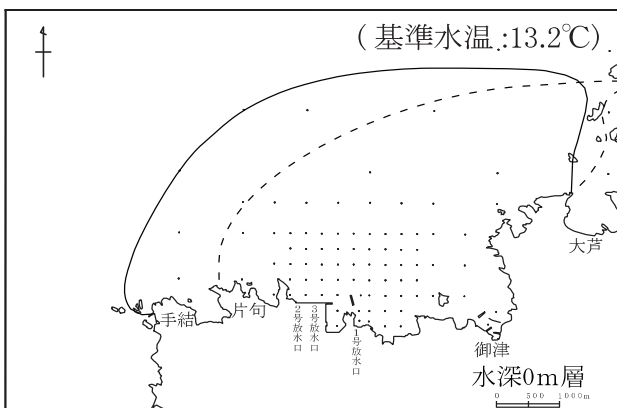 (基準水温:13.2℃)
大芦
手結
片句
2号放水口
3号放水口
1号放水口
御津
水深0m層
0 500 1000m